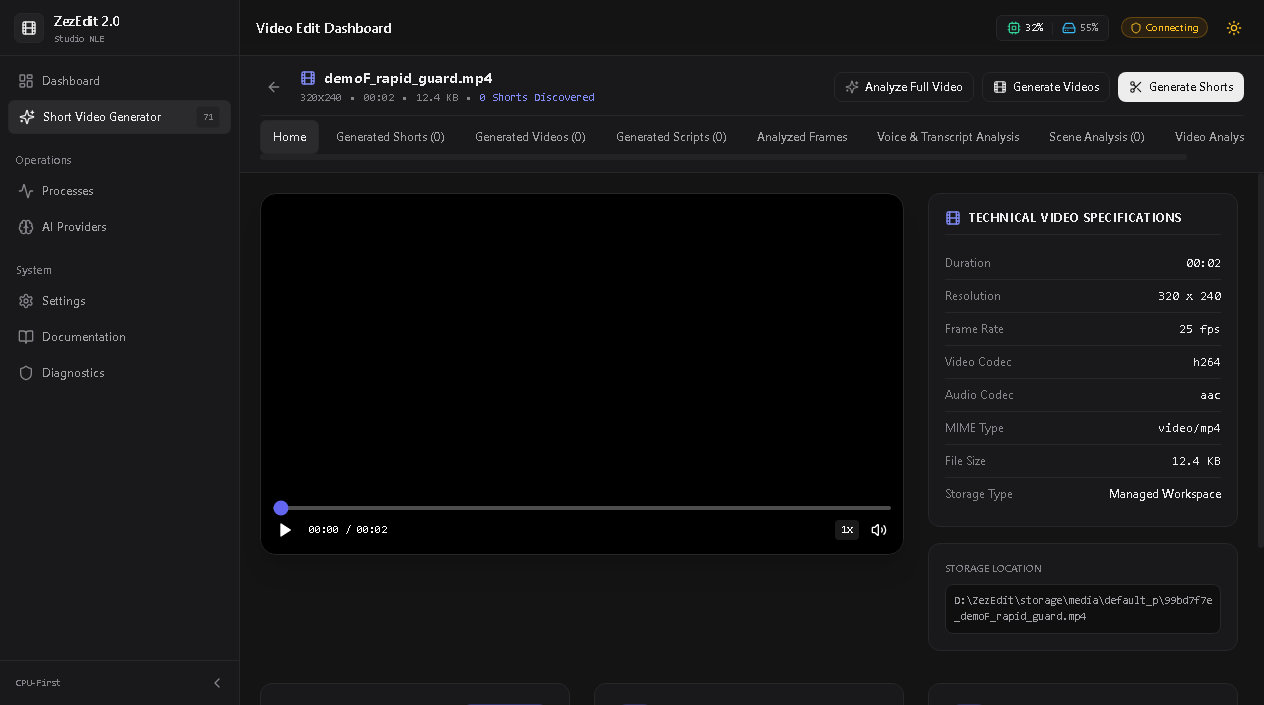 ZezEdit 2.0
Studio NLE
Dashboard
Short Video Generator 71
Operations
Processes
AI Providers
System
Settings
Documentation
Diagnostics
CPU-First
Video Edit Dashboard
32% 55%
Connecting
demoF_rapid_guard.mp4
320x240 • 00:02 • 12.4 KB • 0 Shorts Discovered
Analyze Full Video
Generate Videos
Generate Shorts
Home Generated Shorts (0) Generated Videos (0) Generated Scripts (0) Analyzed Frames Voice & Transcript Analysis Scene Analysis (0) Video Analys
00:00 / 00:02
1x
TECHNICAL VIDEO SPECIFICATIONS
Duration 00:02
Resolution 320 x 240
Frame Rate 25 fps
Video Codec h264
Audio Codec aac
MIME Type video/mp4
File Size 12.4 KB
Storage Type Managed Workspace
STORAGE LOCATION
D:\ZezEdit\storage\media\default_p\99bd7f7e
_demoF_rapid_guard.mp4